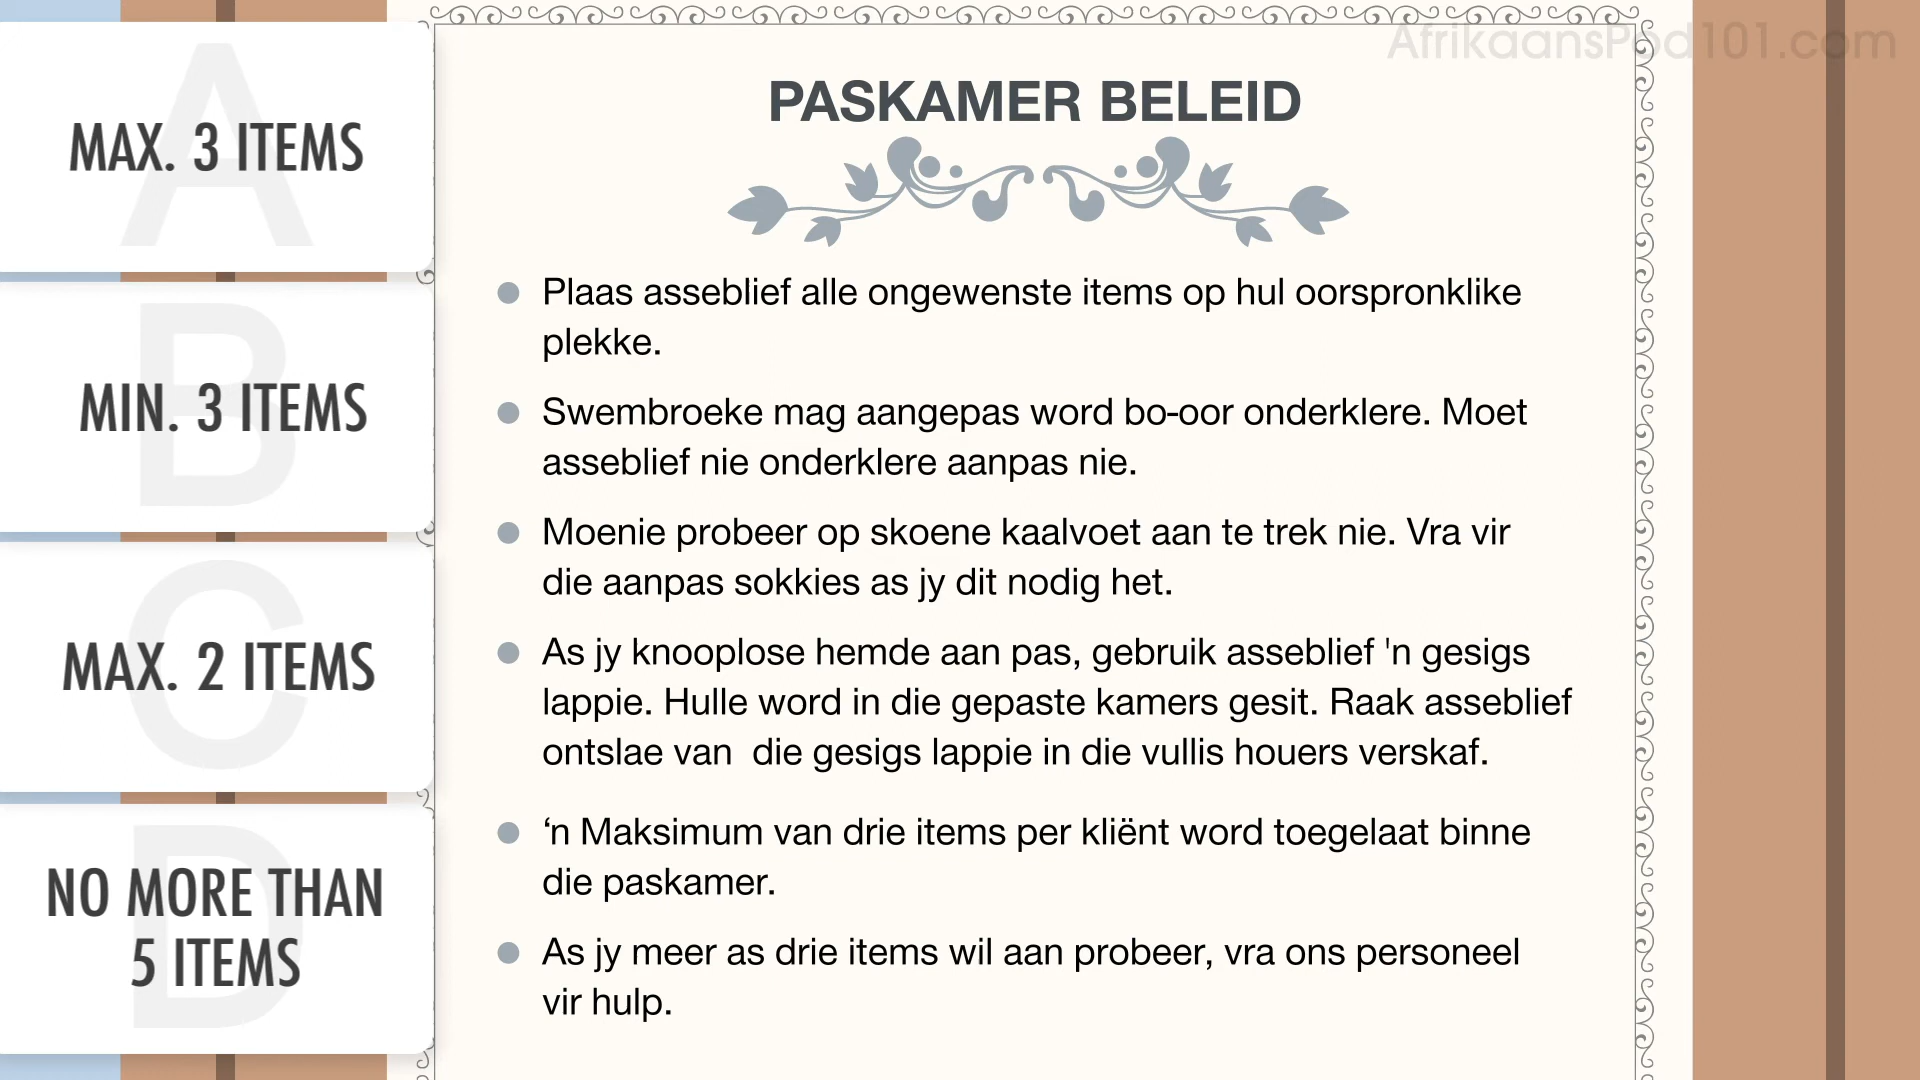 AfrikaansPod101.com
A
MAX. 3 ITEMS
B
MIN. 3 ITEMS
C
MAX. 2 ITEMS
D
NO MORE THAN
5 ITEMS
PASKAMER BELEID
Plaas asseblief alle ongewenste items op hul oorspronklike
plekke.
Swembroeke mag aangepas word bo-oor onderklere. Moet
asseblief nie onderklere aanpas nie.
Moenie probeer op skoene kaalvoet aan te trek nie. Vra vir
die aanpas sokkies as jy dit nodig het.
As jy knooplose hemde aan pas, gebruik asseblief 'n gesigs
lappie. Hulle word in die gepaste kamers gesit. Raak asseblief
ontslae van  die gesigs lappie in die vullis houers verskaf.
‘n Maksimum van drie items per kliënt word toegelaat binne
die paskamer.
As jy meer as drie items wil aan probeer, vra ons personeel
vir hulp.